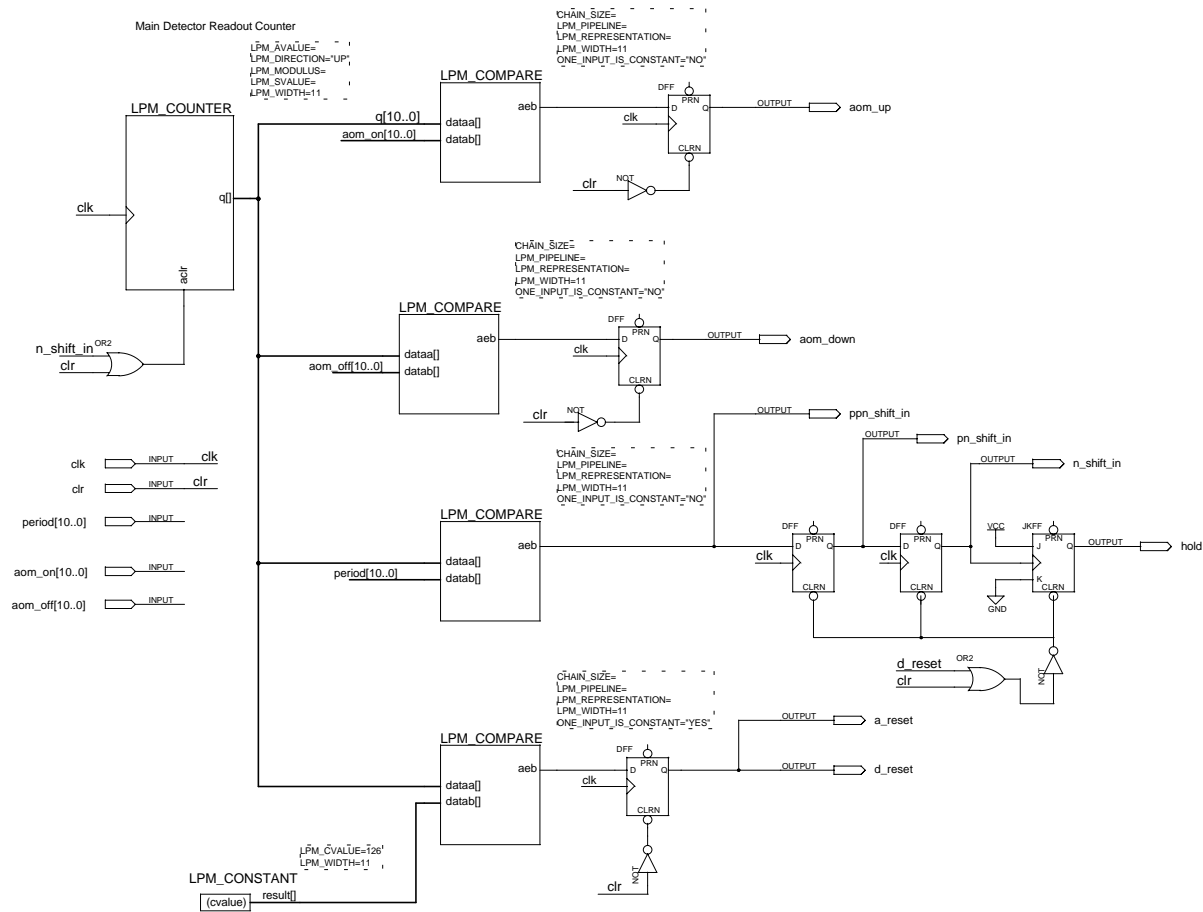 Main Detector Readout Counter
LPM_AVALUE=
LPM_DIRECTION="UP"
LPM_MODULUS=
LPM_SVALUE=
LPM_WIDTH=11
LPM_COUNTER
clk
q[]
aclr
n_shift_in
clr
OR2
CHAIN_SIZE=
LPM_PIPELINE=
LPM_REPRESENTATION=
LPM_WIDTH=11
ONE_INPUT_IS_CONSTANT="NO"
LPM_COMPARE
q[10..0]
aom_on[10..0]
dataa[]
datab[]
aeb
DFF
PRN
D
Q
CLRN
clk
clr
NOT
OUTPUT
aom_up
CHAIN_SIZE=
LPM_PIPELINE=
LPM_REPRESENTATION=
LPM_WIDTH=11
ONE_INPUT_IS_CONSTANT="NO"
LPM_COMPARE
aom_off[10..0]
dataa[]
datab[]
aeb
DFF
PRN
D
Q
CLRN
clk
clr
NOT
OUTPUT
aom_down
clk
INPUT
clk
clr
INPUT
clr
period[10..0]
INPUT
aom_on[10..0]
INPUT
aom_off[10..0]
INPUT
CHAIN_SIZE=
LPM_PIPELINE=
LPM_REPRESENTATION=
LPM_WIDTH=11
ONE_INPUT_IS_CONSTANT="NO"
LPM_COMPARE
period[10..0]
dataa[]
datab[]
aeb
OUTPUT
ppn_shift_in
OUTPUT
pn_shift_in
OUTPUT
n_shift_in
DFF
PRN
D
Q
CLRN
clk
DFF
PRN
D
Q
CLRN
clk
VCC
JKFF
PRN
J
Q
K
CLRN
GND
OUTPUT
hold
d_reset
clr
OR2
NOT
CHAIN_SIZE=
LPM_PIPELINE=
LPM_REPRESENTATION=
LPM_WIDTH=11
ONE_INPUT_IS_CONSTANT="YES"
LPM_COMPARE
dataa[]
datab[]
aeb
DFF
PRN
D
Q
CLRN
clk
NOT
clr
OUTPUT
a_reset
OUTPUT
d_reset
LPM_CVALUE=126
LPM_WIDTH=11
LPM_CONSTANT
(cvalue)
result[]